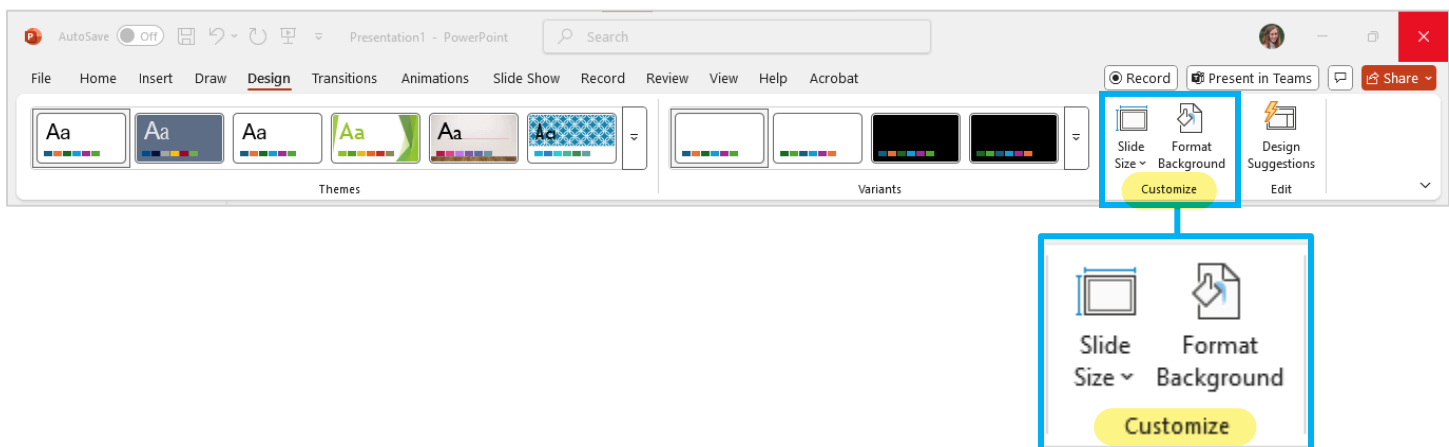 AutoSave Off Presentation1 - PowerPoint Search
File Home Insert Draw Design Transitions Animations Slide Show Record Review View Help Acrobat Record Present in Teams Share
Aa Aa Aa Aa Aa Aa
Slide Format Design
Size Background Suggestions
Themes Variants Customize Edit
Slide Format
Size Background
Customize